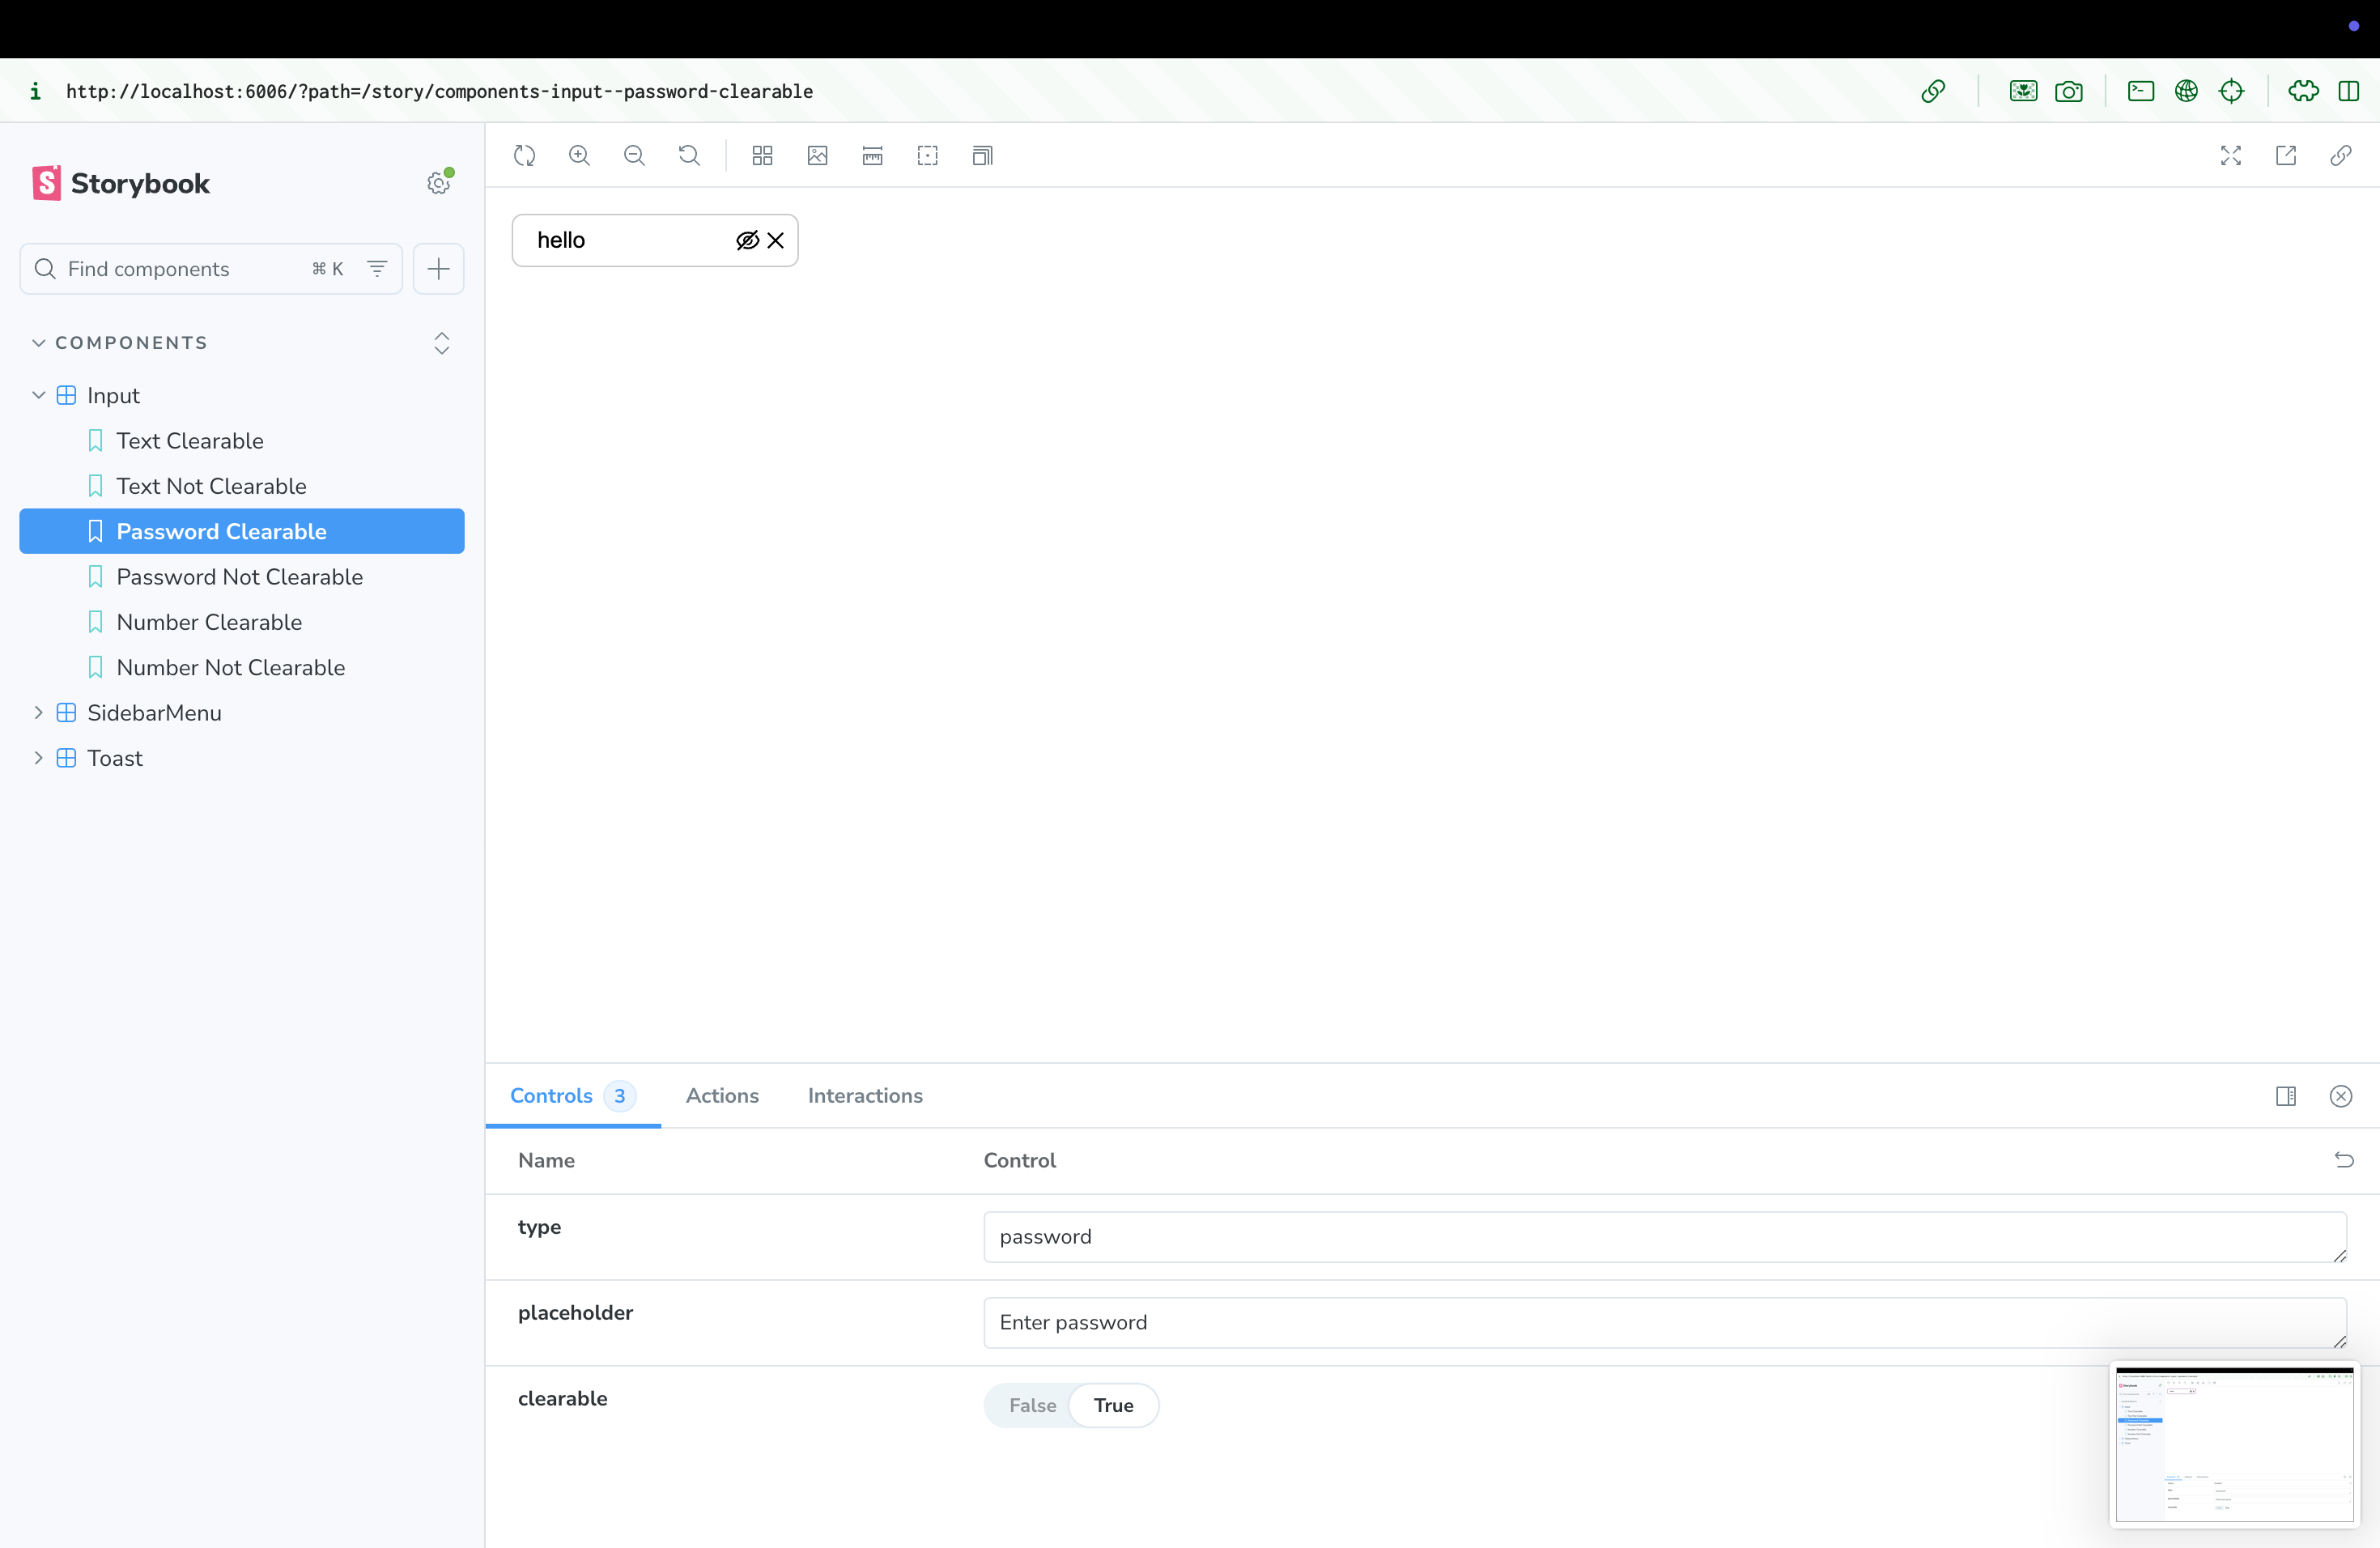 http://localhost:6006/?path=/story/components-input--password-clearable
Storybook
Find components ⌘ K
COMPONENTS
Input
Text Clearable
Text Not Clearable
Password Clearable
Password Not Clearable
Number Clearable
Number Not Clearable
SidebarMenu
Toast
hello
Controls 3 Actions Interactions
Name Control
type password
placeholder Enter password
clearable False True